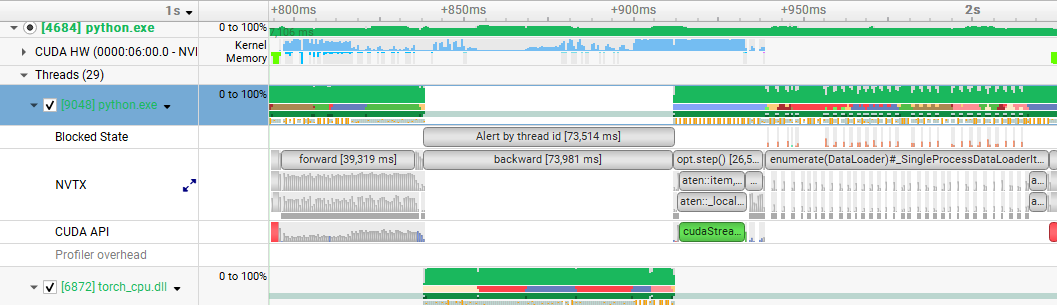 1s +800ms +850ms +900ms +950ms 2s
[4684] python.exe 0 to 100% 7,106 ms
CUDA HW (0000:06:00.0 - NVI Kernel
Memory
Threads (29)
[9048] python.exe 0 to 100%
Blocked State Alert by thread id [73,514 ms]
forward [39,319 ms] backward [73,981 ms] opt.step() [26,5... enumerate(DataLoader)#_SingleProcessDataLoaderIt...
NVTX aten::item,... ... a...
aten::_local... a...
CUDA API cudaStrea...
Profiler overhead
[6872] torch_cpu.dll 0 to 100%